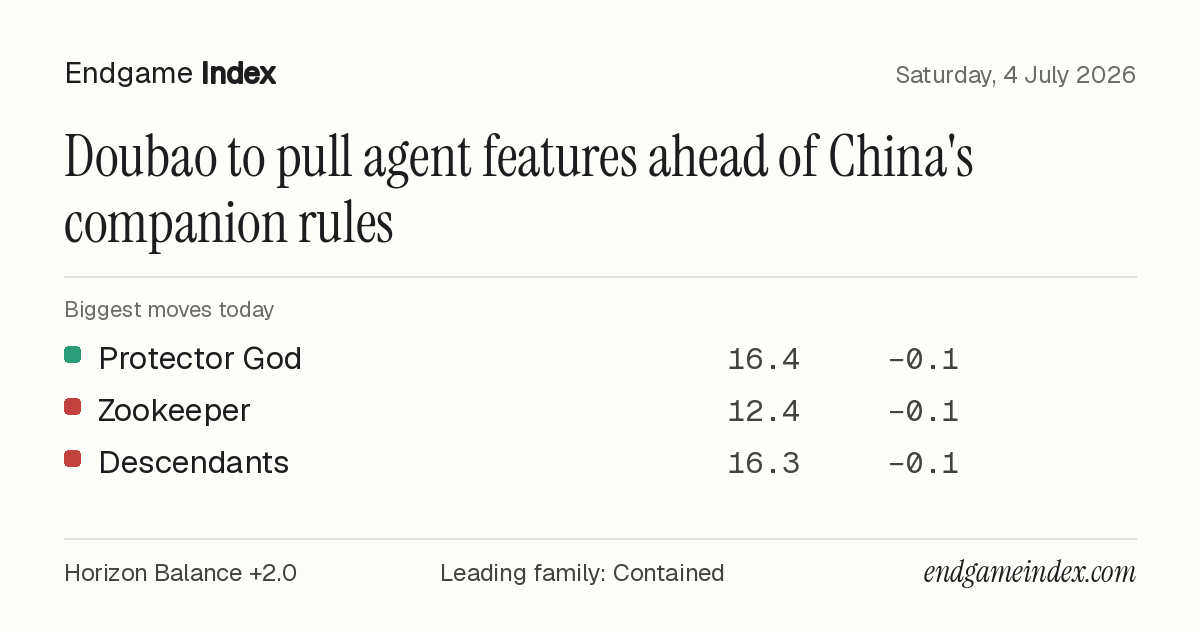 Endgame Index
Saturday, 4 July 2026
Doubao to pull agent features ahead of China's
companion rules
Biggest moves today
Protector God 16.4 −0.1
Zookeeper 12.4 −0.1
Descendants 16.3 −0.1
Horizon Balance +2.0
Leading family: Contained
endgameindex.com